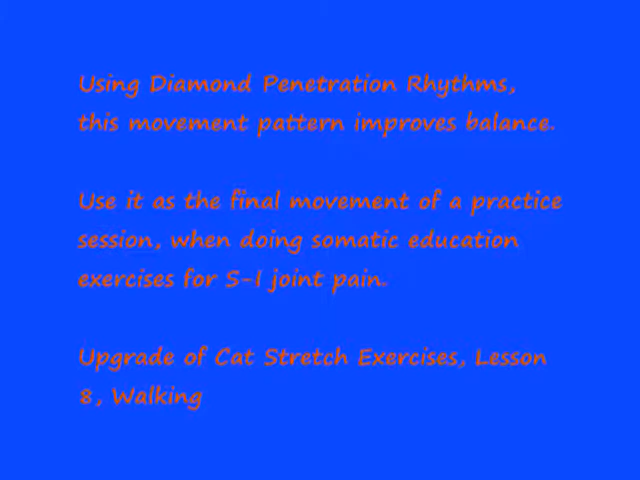 Using Diamond Penetration Rhythms,
this movement pattern improves balance.
Use it as the final movement of a practice
session, when doing somatic education
exercises for S-I joint pain.
Upgrade of Cat Stretch Exercises, Lesson
8, Walking